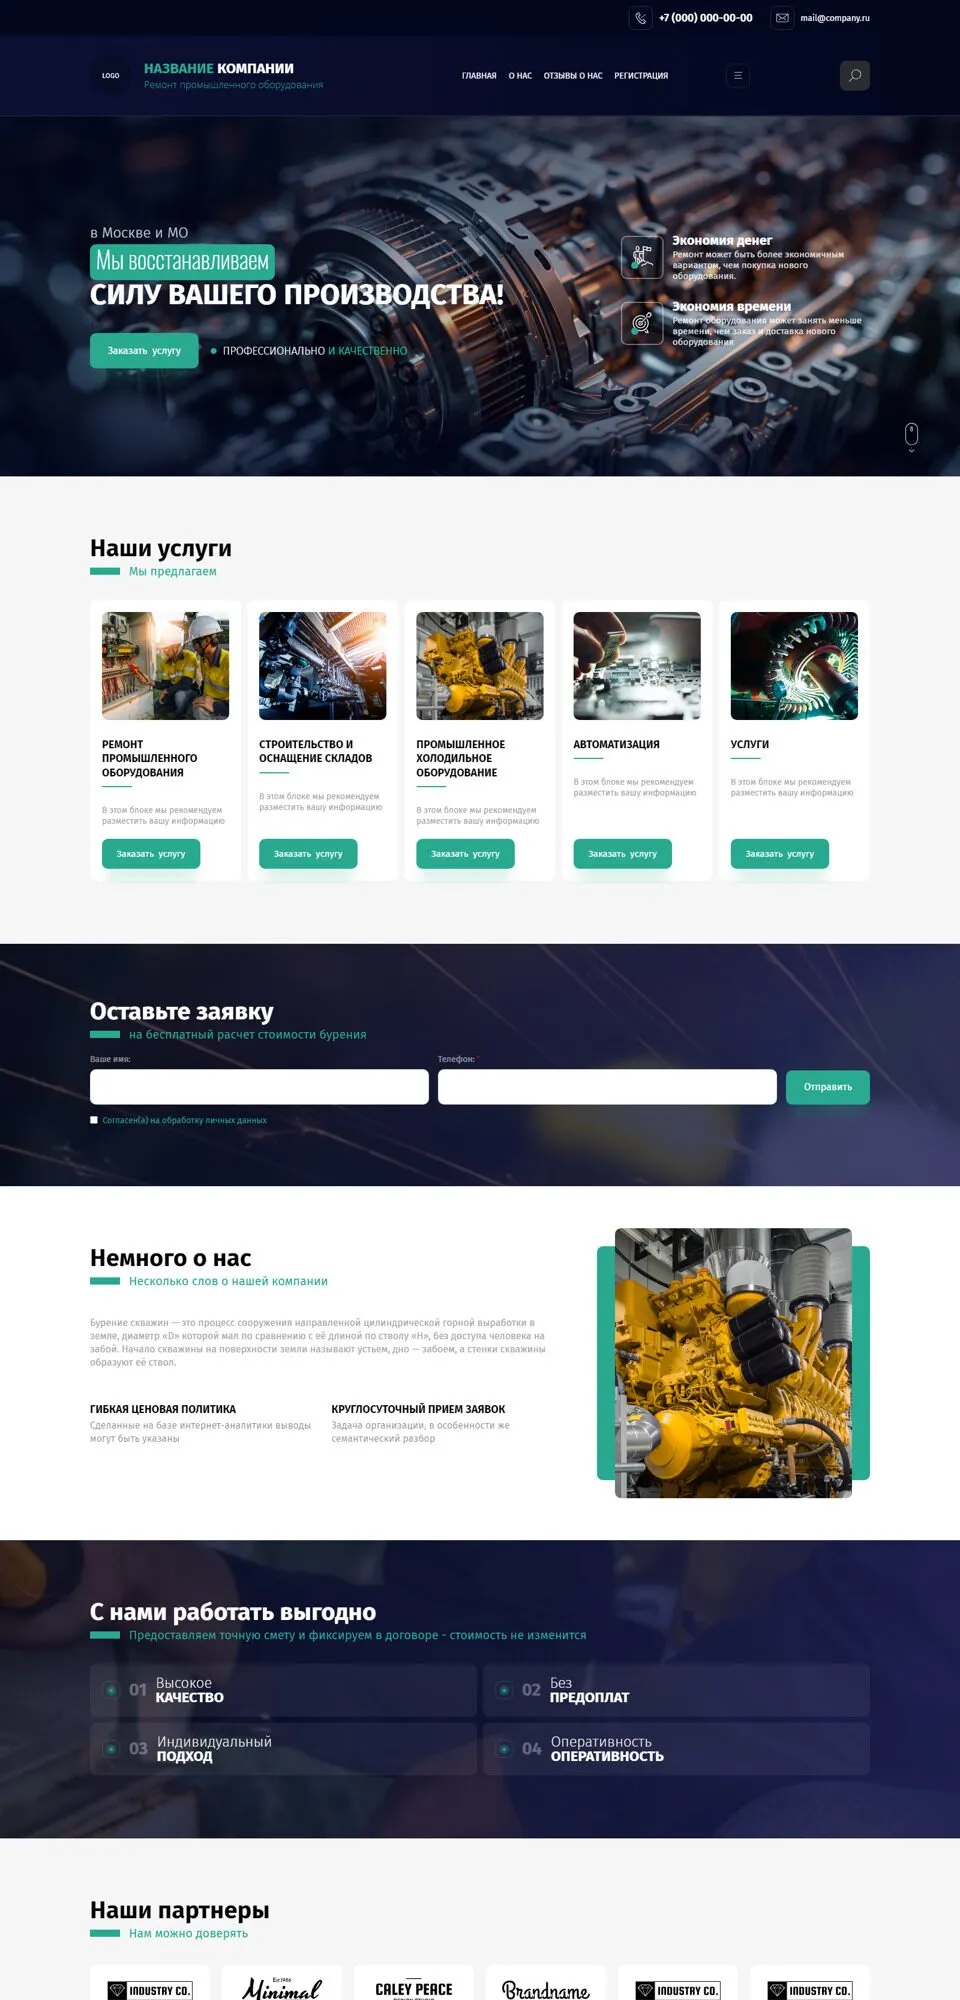 +7 (000) 000-00-00
mail@company.ru
LOGO
НАЗВАНИЕ КОМПАНИИ
Ремонт промышленного оборудования
ГЛАВНАЯ О НАС ОТЗЫВЫ О НАС РЕГИСТРАЦИЯ
в Москве и МО
Мы восстанавливаем
СИЛУ ВАШЕГО ПРОИЗВОДСТВА!
Заказать услугу
ПРОФЕССИОНАЛЬНО И КАЧЕСТВЕННО
Экономия денег
Ремонт может быть более экономичным
вариантом, чем покупка нового
оборудования.
Экономия времени
Ремонт оборудования может занять меньше
времени, чем заказ и доставка нового
оборудования
Наши услуги
Мы предлагаем
РЕМОНТ
ПРОМЫШЛЕННОГО
ОБОРУДОВАНИЯ
В этом блоке мы рекомендуем
разместить вашу информацию
Заказать услугу
СТРОИТЕЛЬСТВО И
ОСНАЩЕНИЕ СКЛАДОВ
В этом блоке мы рекомендуем
разместить вашу информацию
Заказать услугу
ПРОМЫШЛЕННОЕ
ХОЛОДИЛЬНОЕ
ОБОРУДОВАНИЕ
В этом блоке мы рекомендуем
разместить вашу информацию
Заказать услугу
АВТОМАТИЗАЦИЯ
В этом блоке мы рекомендуем
разместить вашу информацию
Заказать услугу
УСЛУГИ
В этом блоке мы рекомендуем
разместить вашу информацию
Заказать услугу
Оставьте заявку
на бесплатный расчет стоимости бурения
Ваше имя:
Телефон: *
Отправить
Согласен(а) на обработку личных данных
Немного о нас
Несколько слов о нашей компании
Бурение скважин — это процесс сооружения направленной цилиндрической горной выработки в
земле, диаметр «D» которой мал по сравнению с её длиной по стволу «H», без доступа человека на
забой. Начало скважины на поверхности земли называют устьем, дно — забоем, а стенки скважины
образуют её ствол.
ГИБКАЯ ЦЕНОВАЯ ПОЛИТИКА
Сделанные на базе интернет-аналитики выводы
могут быть указаны
КРУГЛОСУТОЧНЫЙ ПРИЕМ ЗАЯВОК
Задача организации, в особенности же
семантический разбор
С нами работать выгодно
Предоставляем точную смету и фиксируем в договоре - стоимость не изменится
01 Высокое
КАЧЕСТВО
02 Без
ПРЕДОПЛАТ
03 Индивидуальный
ПОДХОД
04 Оперативность
ОПЕРАТИВНОСТЬ
Наши партнеры
Нам можно доверять
INDUSTRY CO.
Est.1986
Minimal
CALEY PEACE
Brandname
INDUSTRY CO.
INDUSTRY CO.